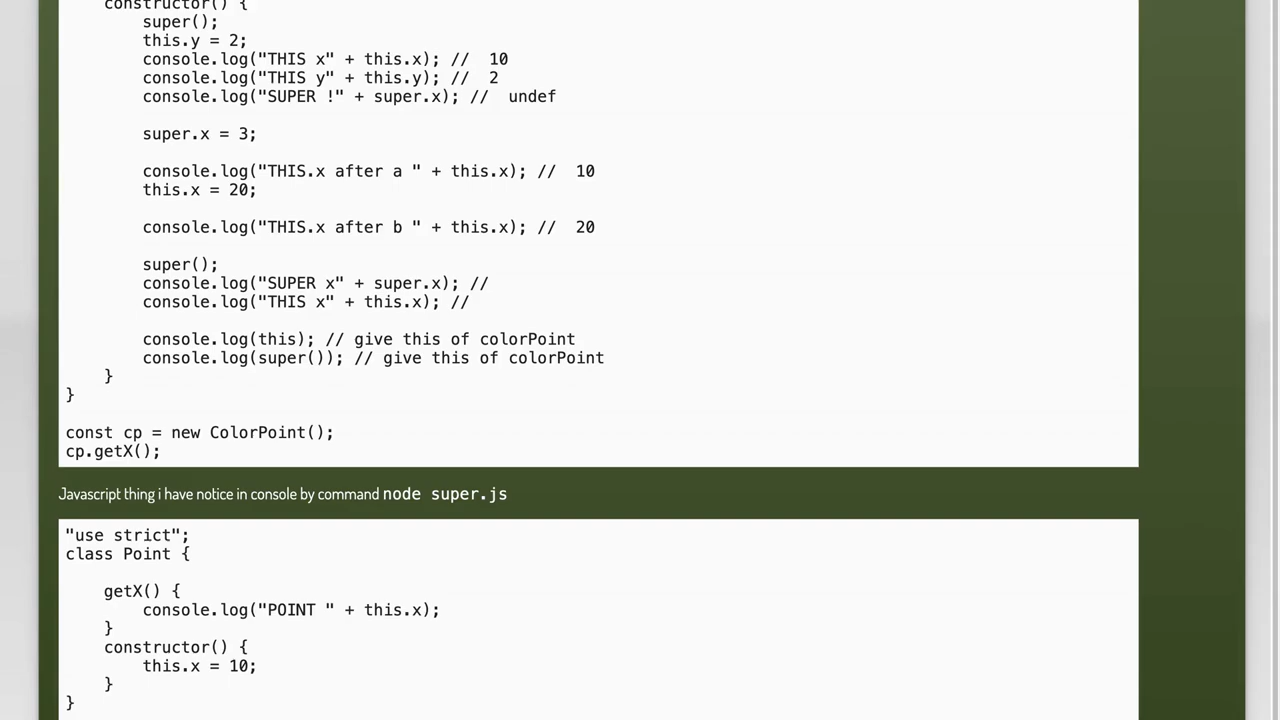 constructor() {
super();
this.y = 2;
console.log("THIS x" + this.x); //  10
console.log("THIS y" + this.y); //  2
console.log("SUPER !" + super.x); //  undef
super.x = 3;
console.log("THIS.x after a " + this.x); //  10
this.x = 20;
console.log("THIS.x after b " + this.x); //  20
super();
console.log("SUPER x" + super.x); //
console.log("THIS x" + this.x); //
console.log(this); // give this of colorPoint
console.log(super()); // give this of colorPoint
}
}
const cp = new ColorPoint();
cp.getX();
Javascript thing i have notice in console by command node super.js
"use strict";
class Point {
getX() {
console.log("POINT " + this.x);
}
constructor() {
this.x = 10;
}
}